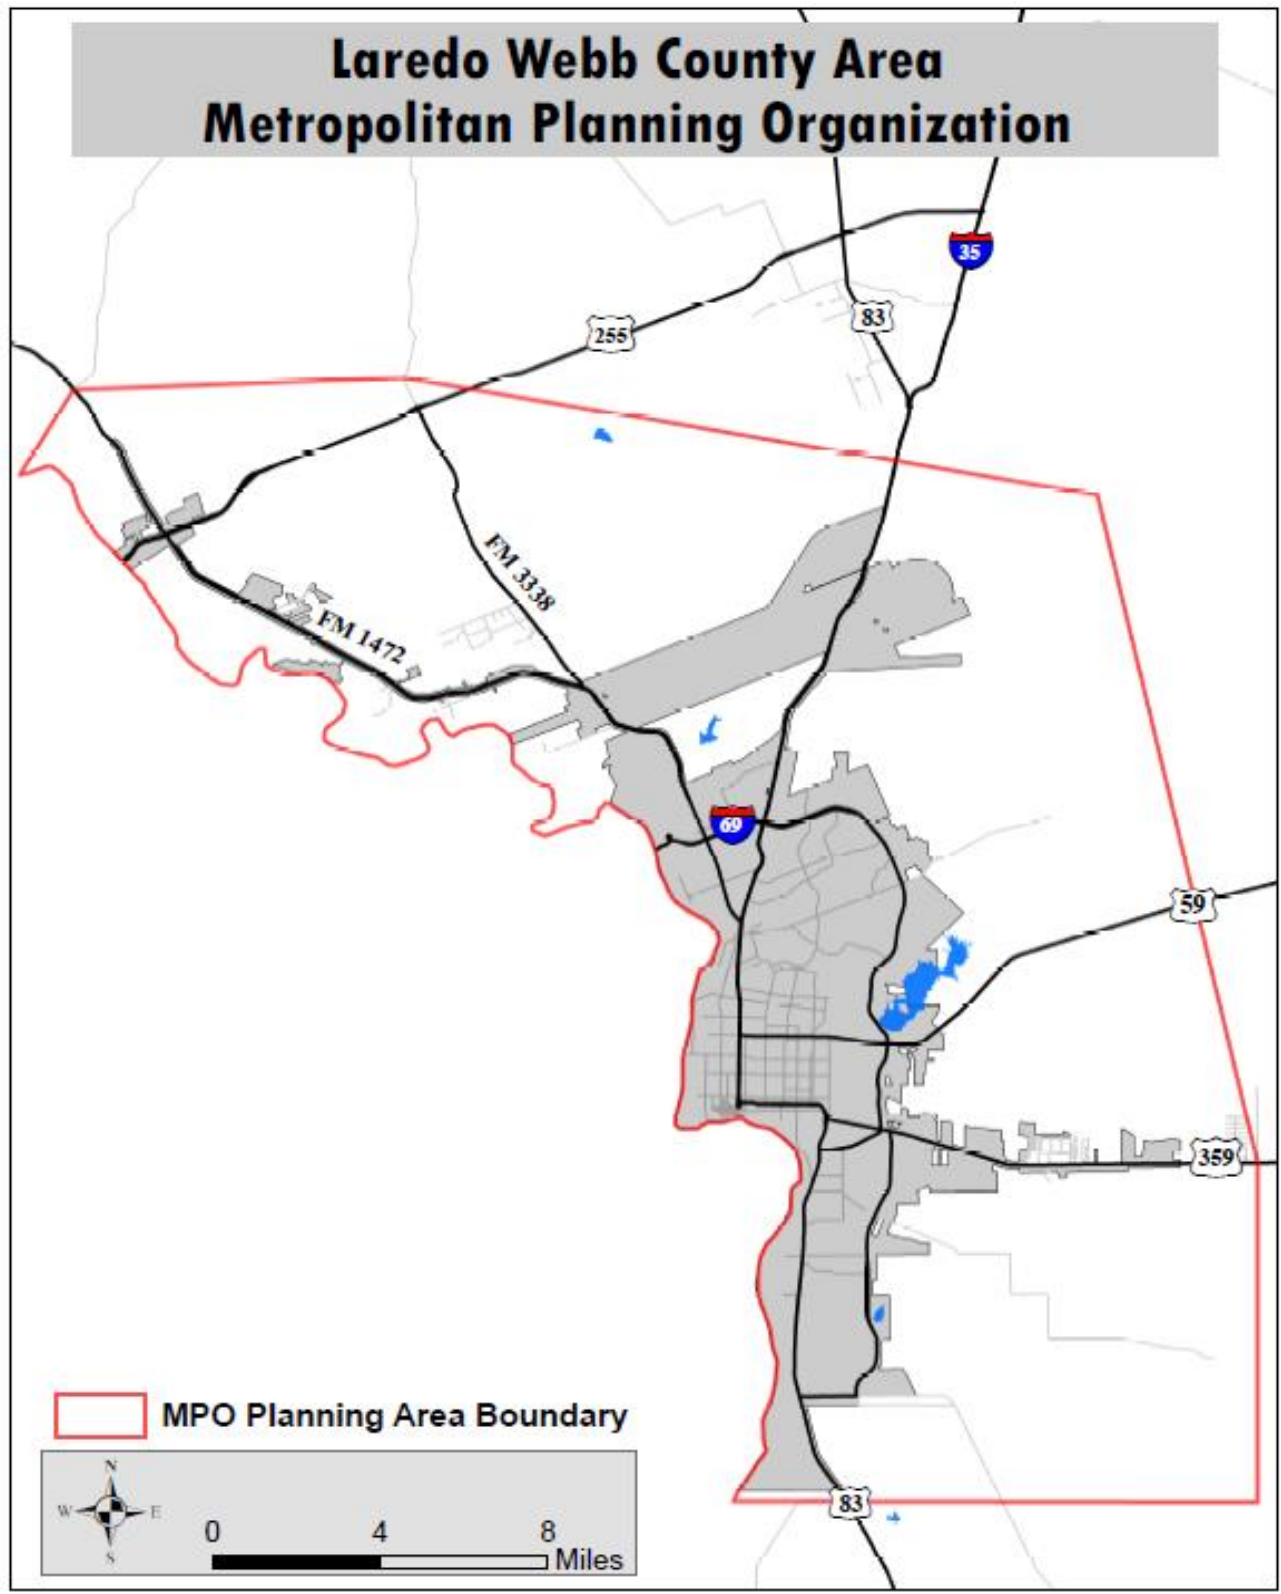 Laredo Webb County Area
Metropolitan Planning Organization
35
83
255
FM 3338
FM 1472
69
59
359
MPO Planning Area Boundary
83
N
W E
S
0 4 8
Miles